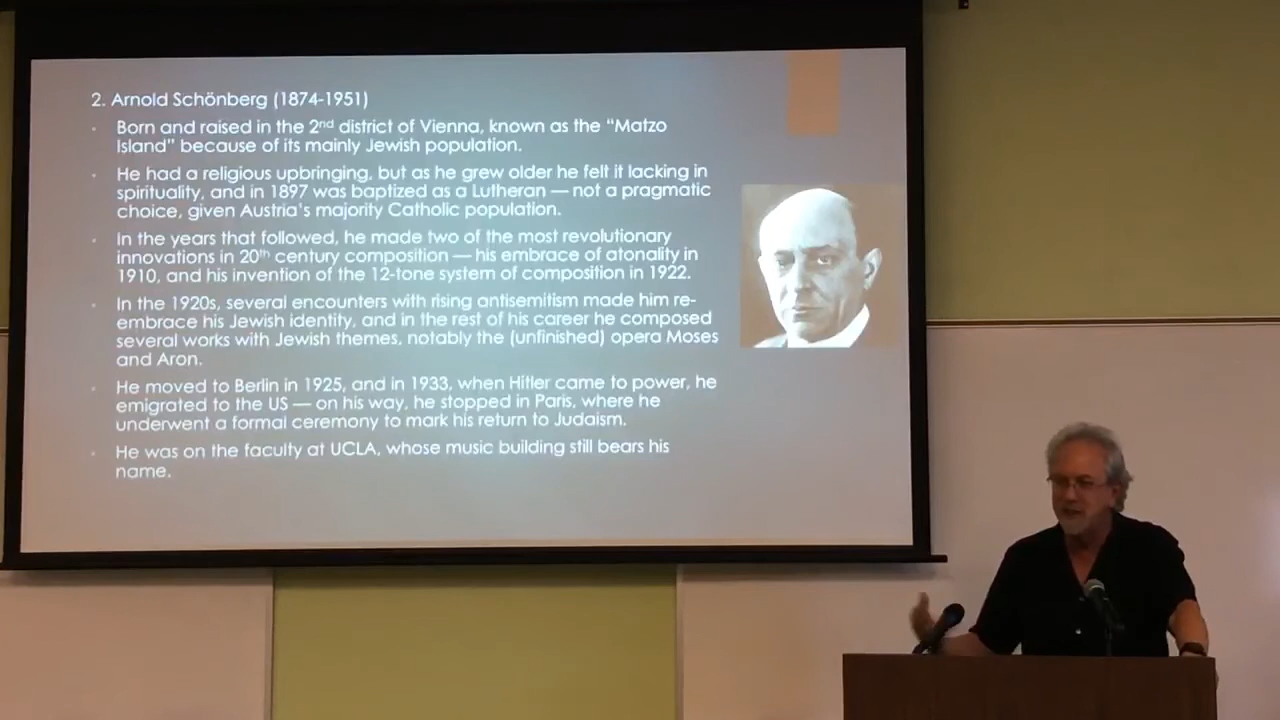 2. Arnold Schönberg (1874-1951)
Born and raised in the 2nd district of Vienna, known as the “Matzo
Island” because of its mainly Jewish population.
He had a religious upbringing, but as he grew older he felt it lacking in
spirituality, and in 1897 was baptized as a Lutheran — not a pragmatic
choice, given Austria’s majority Catholic population.
In the years that followed, he made two of the most revolutionary
innovations in 20th century composition — his embrace of atonality in
1910, and his invention of the 12-tone system of composition in 1922.
In the 1920s, several encounters with rising antisemitism made him re-
embrace his Jewish identity, and in the rest of his career he composed
several works with Jewish themes, notably the (unfinished) opera Moses
and Aron.
He moved to Berlin in 1925, and in 1933, when Hitler came to power, he
emigrated to the US — on his way, he stopped in Paris, where he
underwent a formal ceremony to mark his return to Judaism.
He was on the faculty at UCLA, whose music building still bears his
name.